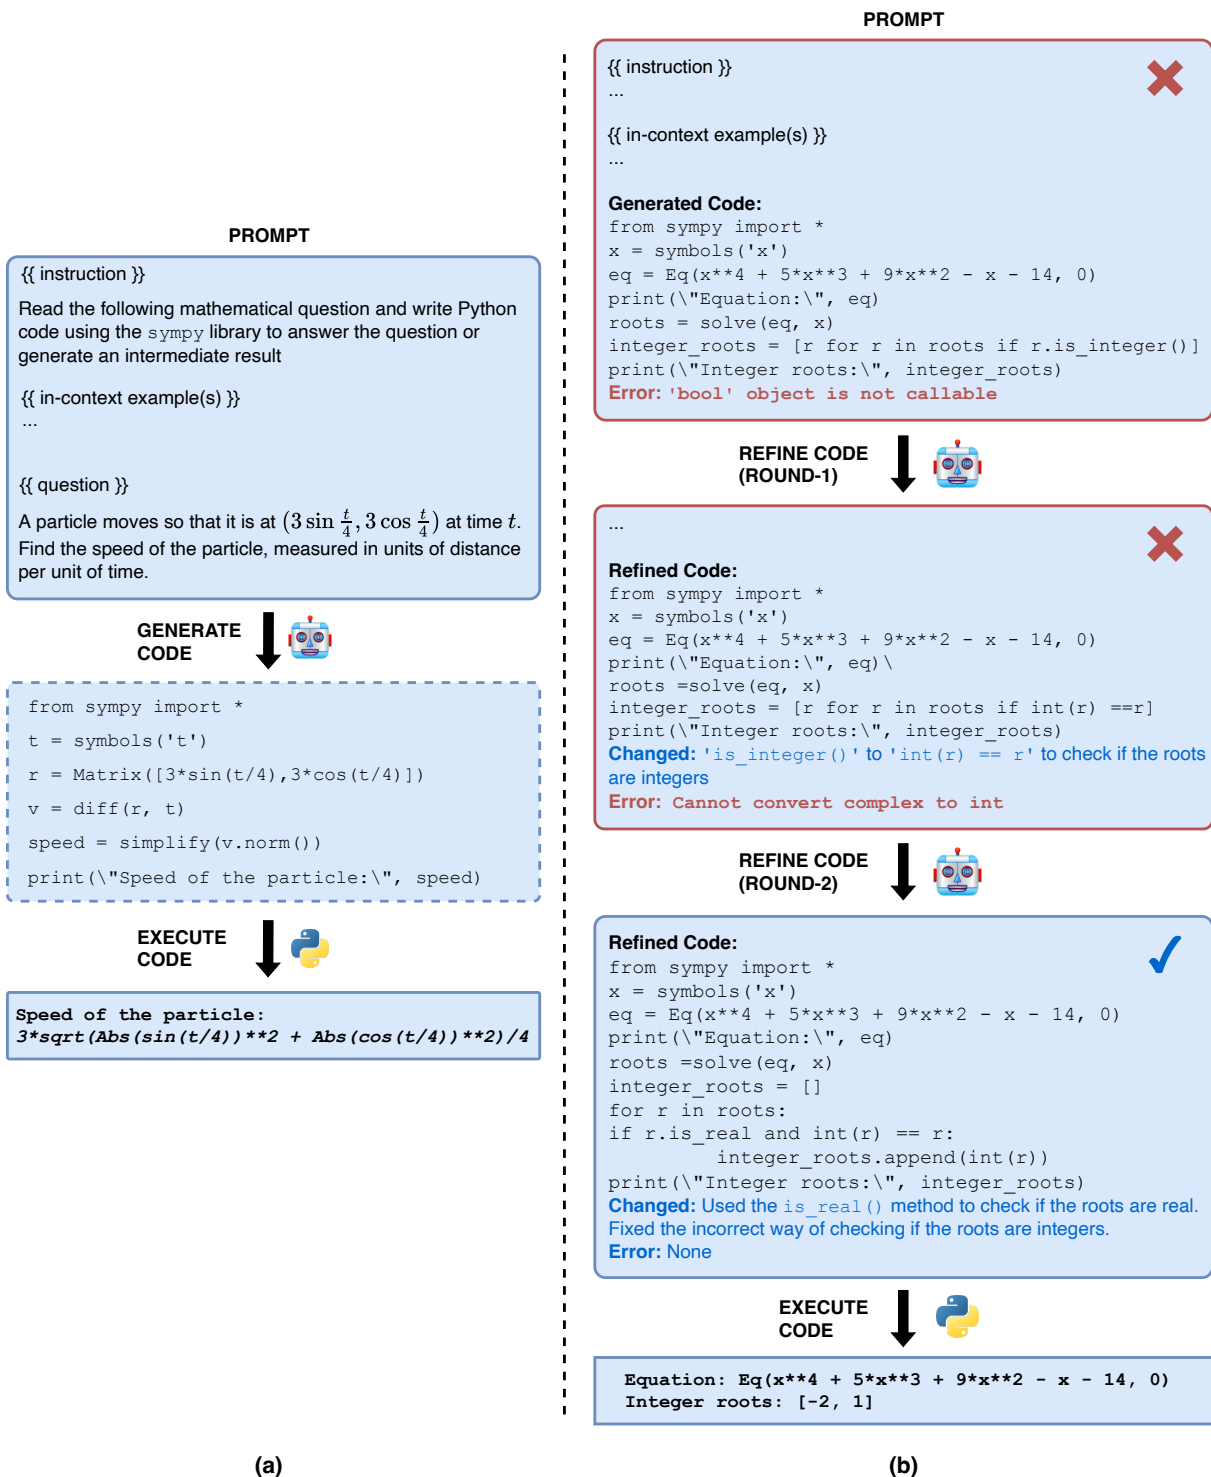 PROMPT
{{ instruction }}
Read the following mathematical question and write Python
code using the sympy library to answer the question or
generate an intermediate result
{{ in-context example(s) }}
...
{{ question }}
A particle moves so that it is at (3 sin t/4, 3 cos t/4) at time t.
Find the speed of the particle, measured in units of distance
per unit of time.
GENERATE
CODE
from sympy import *
t = symbols('t')
r = Matrix([3*sin(t/4),3*cos(t/4)])
v = diff(r, t)
speed = simplify(v.norm())
print(\"Speed of the particle:\", speed)
EXECUTE
CODE
Speed of the particle:
3*sqrt(Abs(sin(t/4))**2 + Abs(cos(t/4))**2)/4
(a)
PROMPT
{{ instruction }}
...
{{ in-context example(s) }}
...
Generated Code:
from sympy import *
x = symbols('x')
eq = Eq(x**4 + 5*x**3 + 9*x**2 - x - 14, 0)
print(\"Equation:\", eq)
roots = solve(eq, x)
integer_roots = [r for r in roots if r.is_integer()]
print(\"Integer roots:\", integer_roots)
Error: 'bool' object is not callable
REFINE CODE
(ROUND-1)
...
Refined Code:
from sympy import *
x = symbols('x')
eq = Eq(x**4 + 5*x**3 + 9*x**2 - x - 14, 0)
print(\"Equation:\", eq)\
roots =solve(eq, x)
integer_roots = [r for r in roots if int(r) ==r]
print(\"Integer roots:\", integer_roots)
Changed: 'is_integer()' to 'int(r) == r' to check if the roots
are integers
Error: Cannot convert complex to int
REFINE CODE
(ROUND-2)
Refined Code:
from sympy import *
x = symbols('x')
eq = Eq(x**4 + 5*x**3 + 9*x**2 - x - 14, 0)
print(\"Equation:\", eq)
roots =solve(eq, x)
integer_roots = []
for r in roots:
if r.is_real and int(r) == r:
integer_roots.append(int(r))
print(\"Integer roots:\", integer_roots)
Changed: Used the is_real() method to check if the roots are real.
Fixed the incorrect way of checking if the roots are integers.
Error: None
EXECUTE
CODE
Equation: Eq(x**4 + 5*x**3 + 9*x**2 - x - 14, 0)
Integer roots: [-2, 1]
(b)